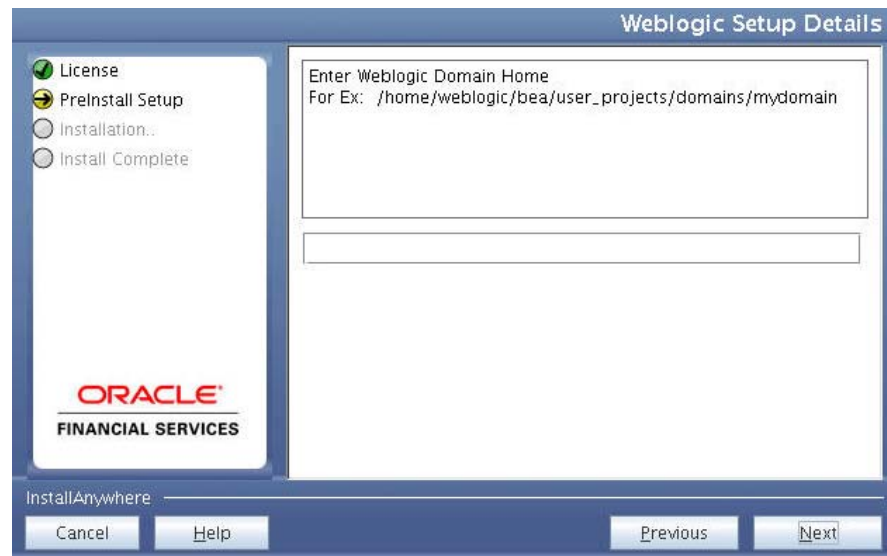 Weblogic Setup Details
License
PreInstall Setup
Installation..
Install Complete
Enter Weblogic Domain Home
For Ex:  /home/weblogic/bea/user_projects/domains/mydomain
ORACLE
FINANCIAL SERVICES
InstallAnywhere
Cancel
Help
Previous
Next